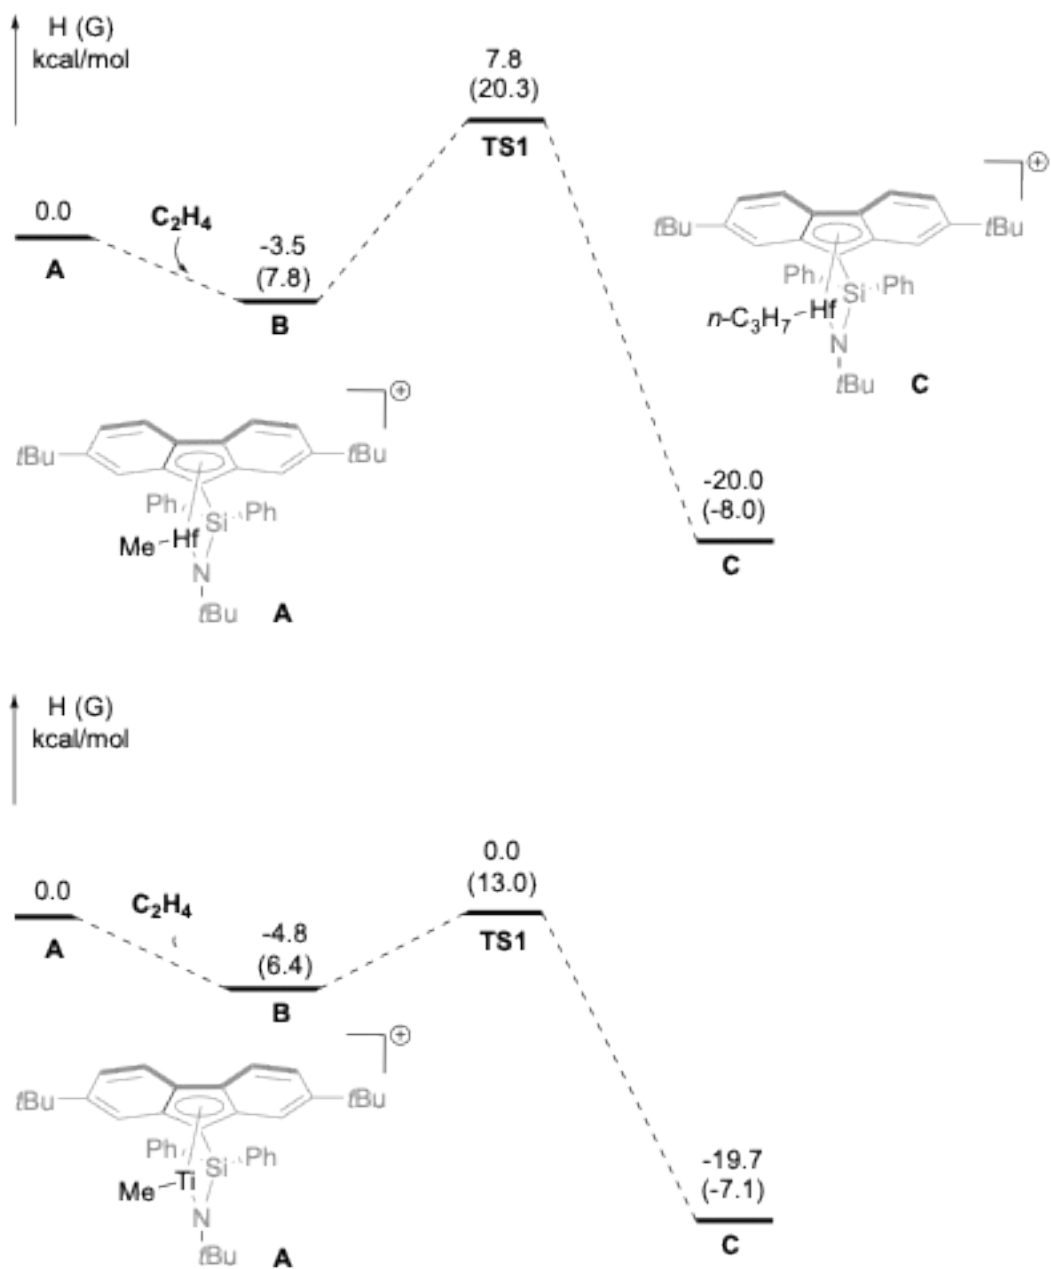 H (G)
kcal/mol
7.8
(20.3)
TS1
0.0
A
C₂H₄
-3.5
(7.8)
B
⊕
tBu
tBu
Ph
Si
Ph
n-C₃H₇
Hf
N
tBu
C
⊕
tBu
tBu
Ph
Si
Ph
Me
Hf
N
tBu
A
-20.0
(-8.0)
C
H (G)
kcal/mol
0.0
(13.0)
TS1
0.0
A
C₂H₄
-4.8
(6.4)
B
⊕
tBu
tBu
Ph
Si
Ph
Me
Ti
N
tBu
A
-19.7
(-7.1)
C